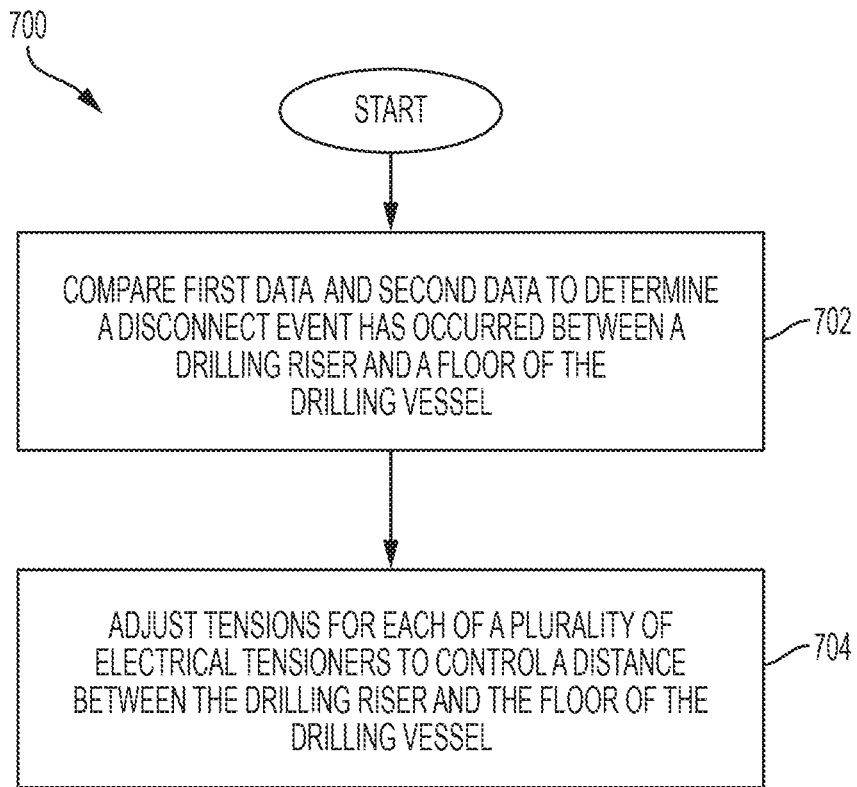 700
START
COMPARE FIRST DATA AND SECOND DATA TO DETERMINE
A DISCONNECT EVENT HAS OCCURRED BETWEEN A
DRILLING RISER AND A FLOOR OF THE
DRILLING VESSEL
702
ADJUST TENSIONS FOR EACH OF A PLURALITY OF
ELECTRICAL TENSIONERS TO CONTROL A DISTANCE
BETWEEN THE DRILLING RISER AND THE FLOOR OF THE
DRILLING VESSEL
704